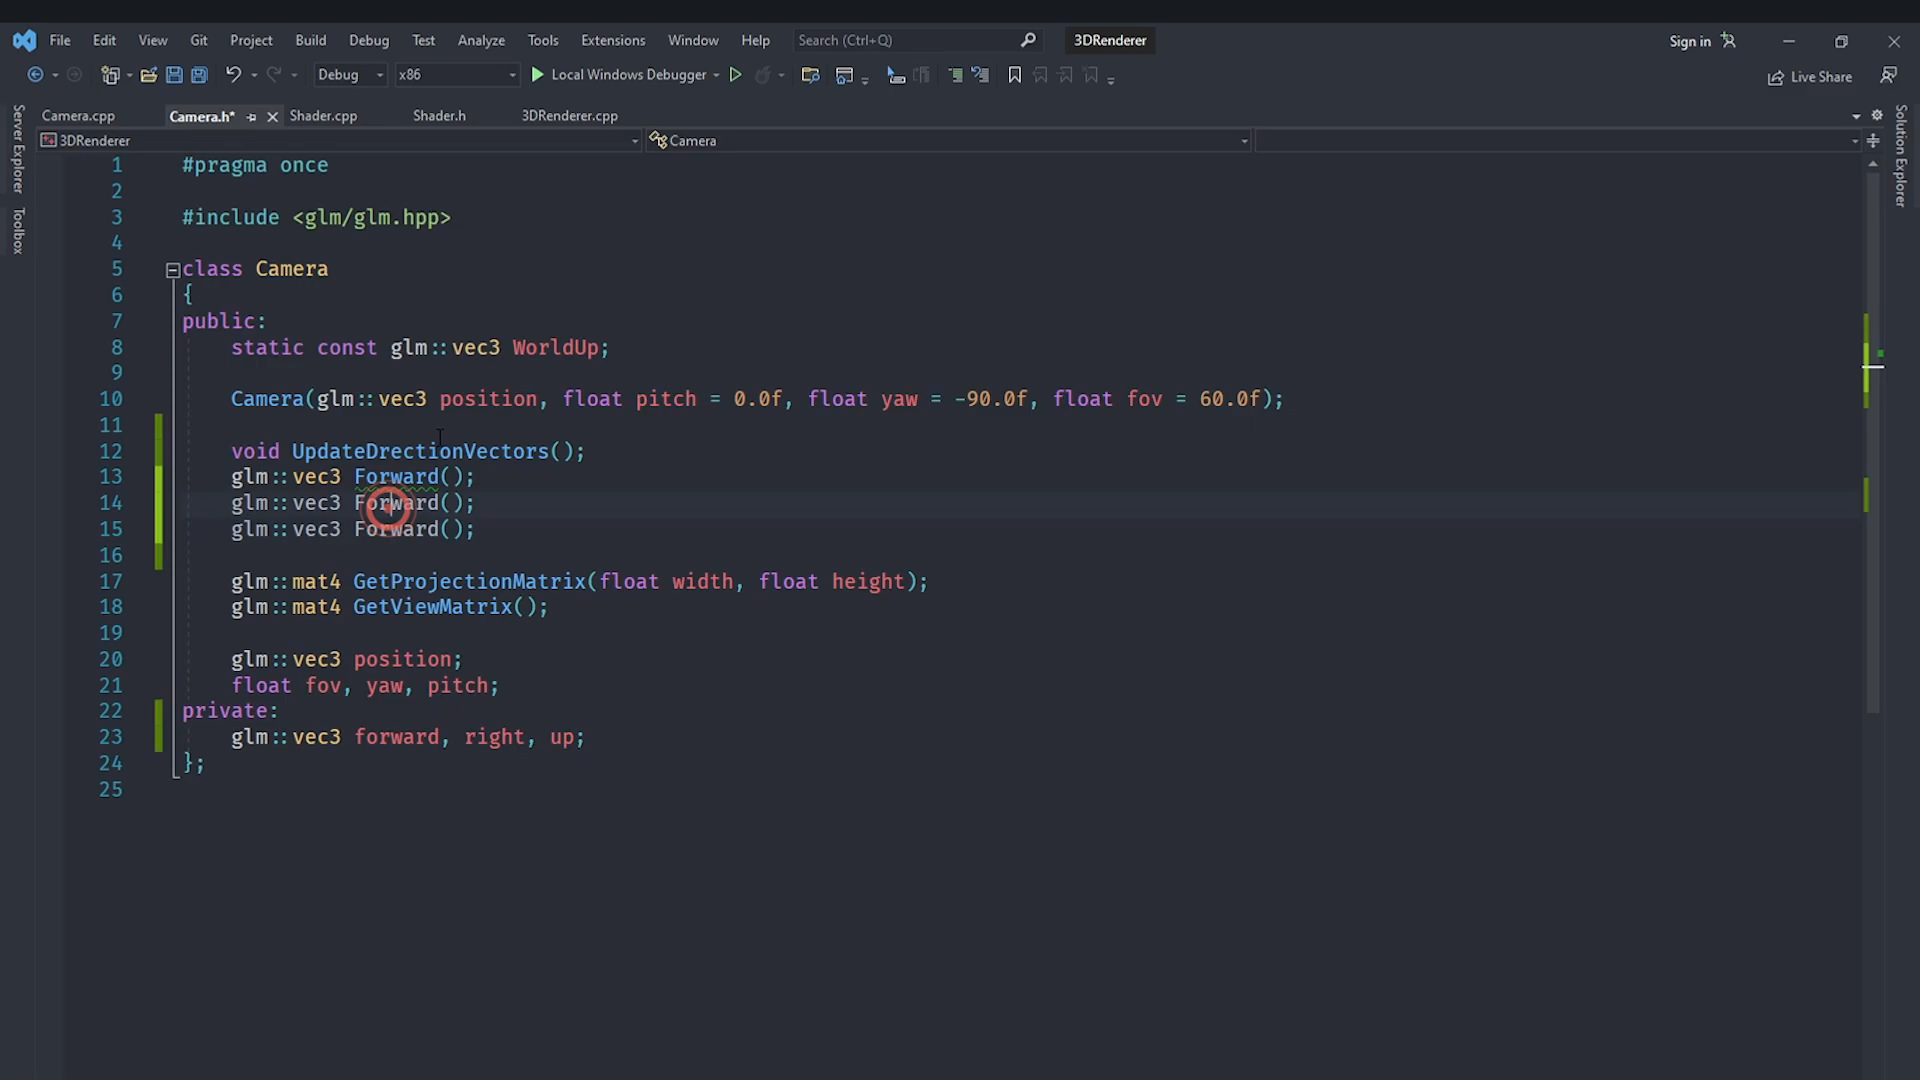 File Edit View Git Project Build Debug Test Analyze Tools Extensions Window Help Search (Ctrl+Q) 3DRenderer Sign in
Debug x86 Local Windows Debugger Live Share
Camera.cpp Camera.h* Shader.cpp Shader.h 3DRenderer.cpp
3DRenderer Camera
Server Explorer
Toolbox
Solution Explorer
1 #pragma once
2
3 #include <glm/glm.hpp>
4
5 class Camera
6 {
7 public:
8 static const glm::vec3 WorldUp;
9
10 Camera(glm::vec3 position, float pitch = 0.0f, float yaw = -90.0f, float fov = 60.0f);
11
12 void UpdateDrectionVectors();
13 glm::vec3 Forward();
14 glm::vec3 Forward();
15 glm::vec3 Forward();
16
17 glm::mat4 GetProjectionMatrix(float width, float height);
18 glm::mat4 GetViewMatrix();
19
20 glm::vec3 position;
21 float fov, yaw, pitch;
22 private:
23 glm::vec3 forward, right, up;
24 };
25